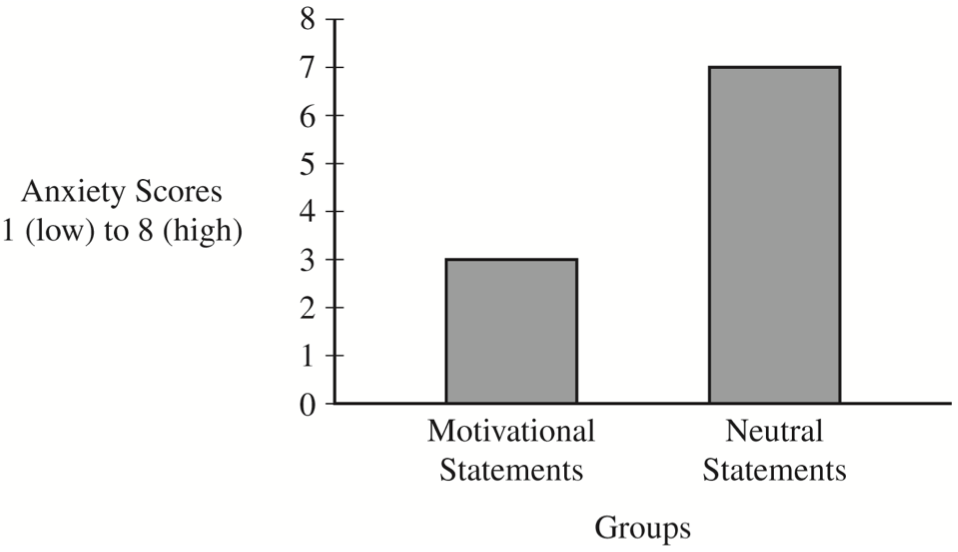 8
7
6
5
4
3
2
1
0
Anxiety Scores
1 (low) to 8 (high)
Motivational
Statements
Neutral
Statements
Groups